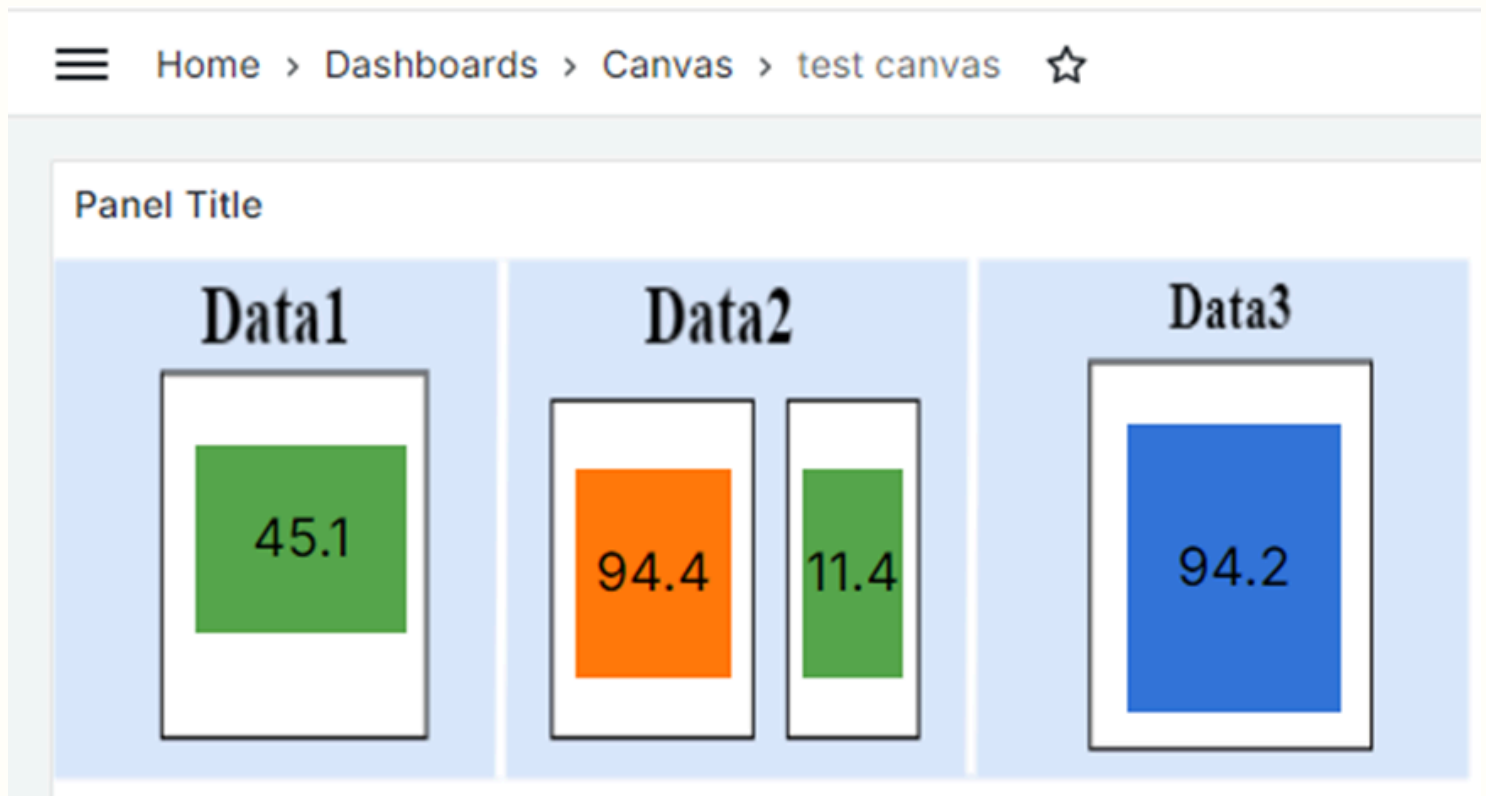 Home › Dashboards › Canvas › test canvas
Panel Title
Data1 Data2 Data3
45.1 94.4 11.4 94.2